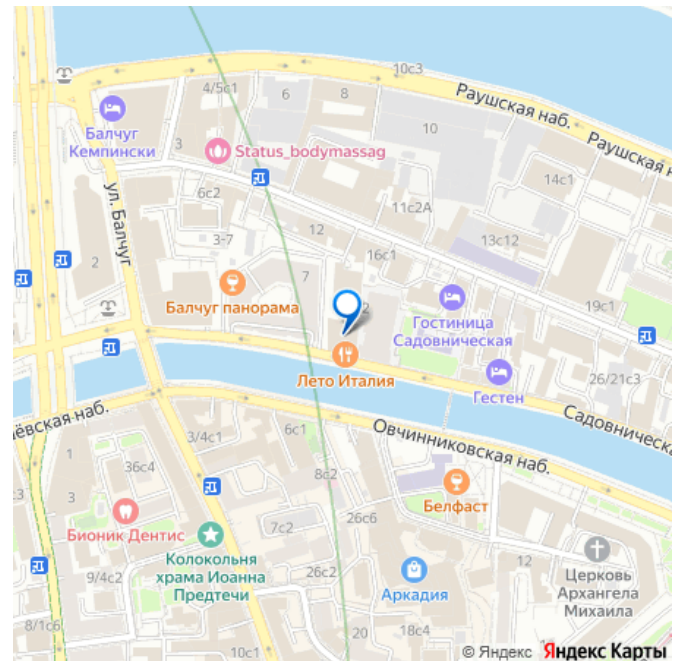 10с3
4/5с1
6
8
Раушская наб.
Балчуг
Кемпински
3
Status_bodymassag
10
Раушская н
14с1
6с2
11с2А
ул. Балчуг
3-7
12
16с1
13с12
2
7
Балчуг панорама
2
Гостиница
Садовническая
19с1
Лето Италия
Гестен
26/21с3
Садовническа
ёвская наб.
3/4с1
6с1
Овчинниковская наб.
1
36с4
8с2
3
Белфаст
Бионик Дентис
26с6
7с2
Колокольня
храма Иоанна
Предтечи
9/4с2
26с2
Аркадия
12
Церковь
Архангела
Михаила
8/1с6
20
18с4
© Яндекс Яндекс Карты